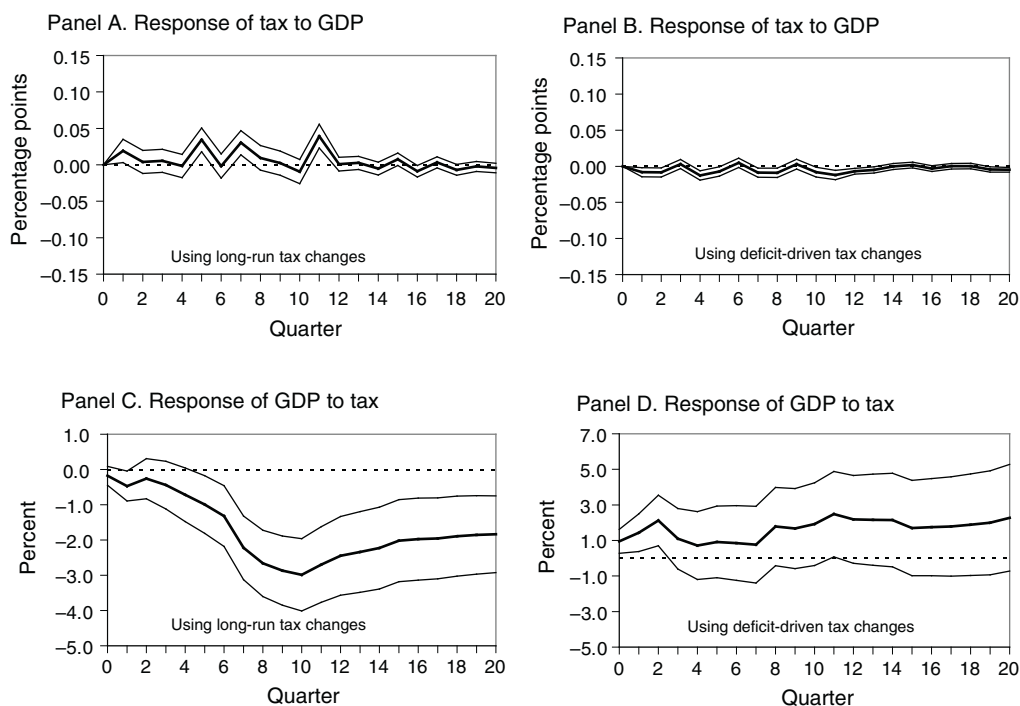 Panel A. Response of tax to GDP
Percentage points
0.15
0.10
0.05
0.00
–0.05
–0.10
–0.15
Using long-run tax changes
0 2 4 6 8 10 12 14 16 18 20
Quarter
Panel B. Response of tax to GDP
Percentage points
0.15
0.10
0.05
0.00
–0.05
–0.10
–0.15
Using deficit-driven tax changes
0 2 4 6 8 10 12 14 16 18 20
Quarter
Panel C. Response of GDP to tax
Percent
1.0
0.0
–1.0
–2.0
–3.0
–4.0
–5.0
Using long-run tax changes
0 2 4 6 8 10 12 14 16 18 20
Quarter
Panel D. Response of GDP to tax
Percent
7.0
5.0
3.0
1.0
–1.0
–3.0
–5.0
Using deficit-driven tax changes
0 2 4 6 8 10 12 14 16 18 20
Quarter